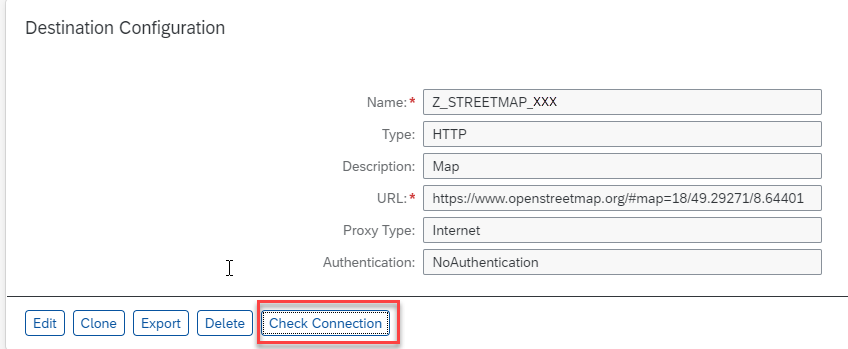 Destination Configuration
Name:* Z_STREETMAP_XXX
Type: HTTP
Description: Map
URL:* https://www.openstreetmap.org/#map=18/49.29271/8.64401
Proxy Type: Internet
Authentication: NoAuthentication
Edit Clone Export Delete Check Connection